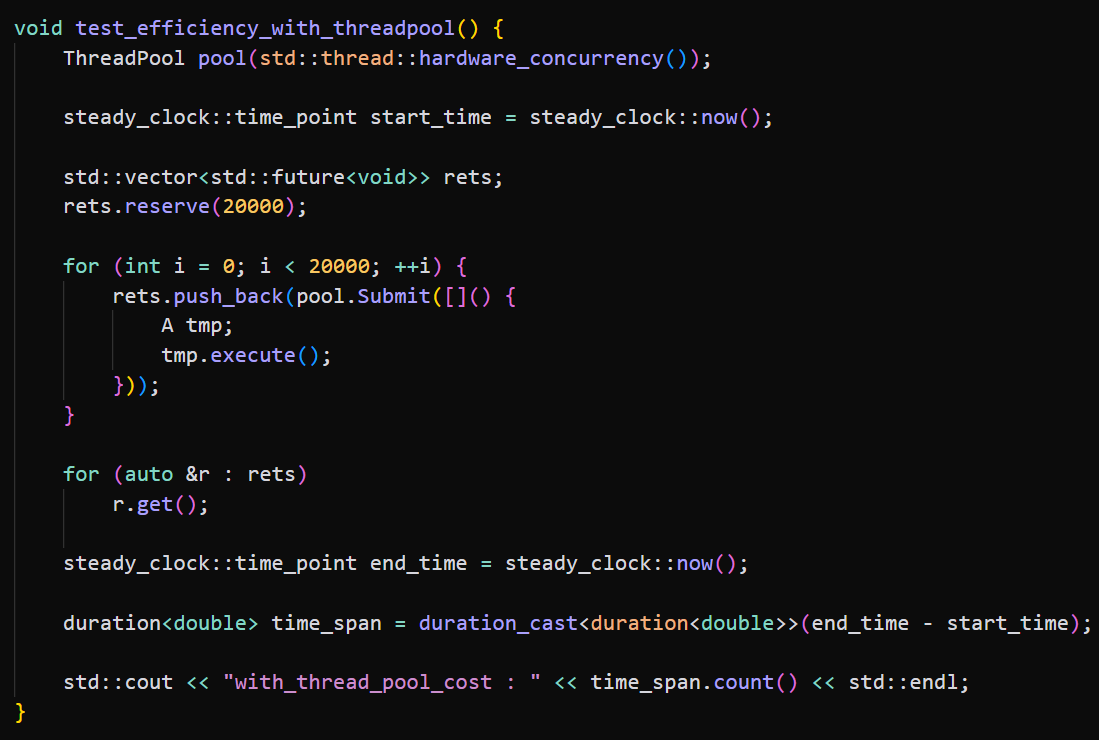 void test_efficiency_with_threadpool() {
    ThreadPool pool(std::thread::hardware_concurrency());

    steady_clock::time_point start_time = steady_clock::now();

    std::vector<std::future<void>> rets;
    rets.reserve(20000);

    for (int i = 0; i < 20000; ++i) {
        rets.push_back(pool.Submit([]() {
            A tmp;
            tmp.execute();
        }));
    }

    for (auto &r : rets)
        r.get();

    steady_clock::time_point end_time = steady_clock::now();

    duration<double> time_span = duration_cast<duration<double>>(end_time - start_time);

    std::cout << "with_thread_pool_cost : " << time_span.count() << std::endl;
}